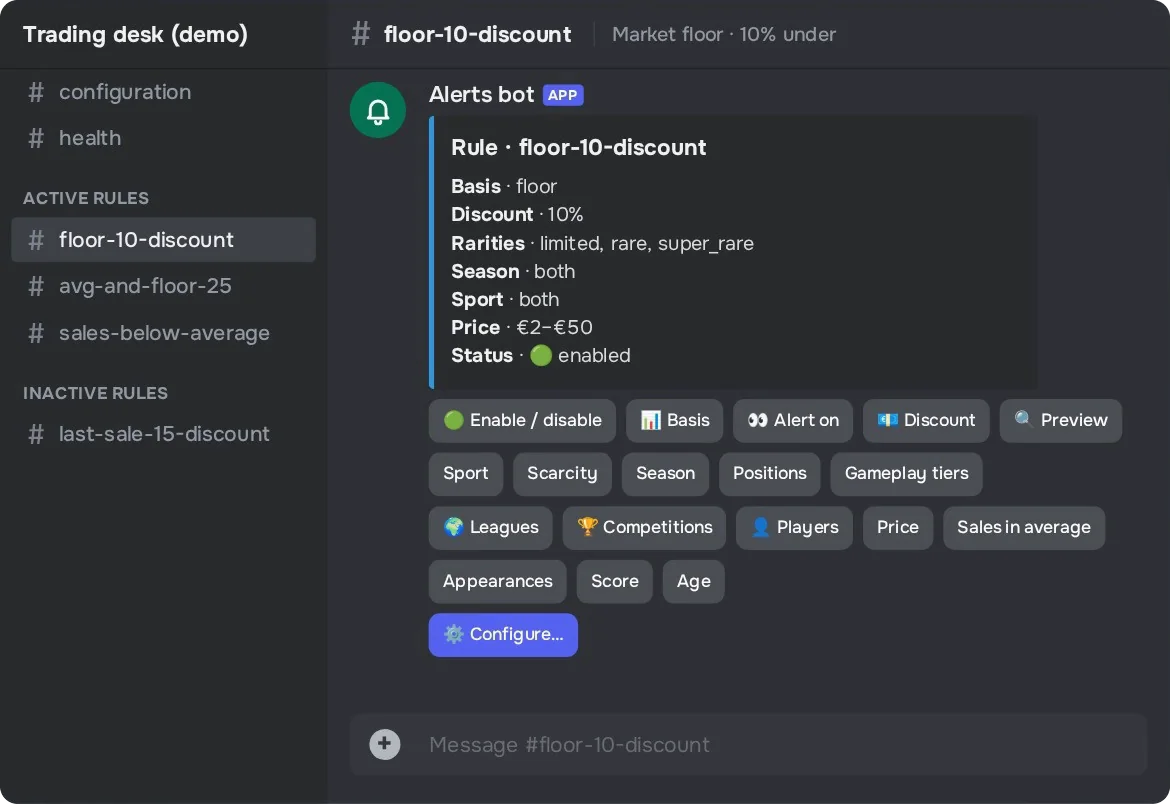 Trading desk (demo)
# floor-10-discount
Market floor · 10% under
# configuration
# health
ACTIVE RULES
# floor-10-discount
# avg-and-floor-25
# sales-below-average
INACTIVE RULES
# last-sale-15-discount
Alerts bot APP
Rule · floor-10-discount
Basis · floor
Discount · 10%
Rarities · limited, rare, super_rare
Season · both
Sport · both
Price · €2–€50
Status · 🟢 enabled
🟢 Enable / disable 📊 Basis 👀 Alert on 💶 Discount 🔍 Preview
Sport Scarcity Season Positions Gameplay tiers
🌍 Leagues 🏆 Competitions 👤 Players Price Sales in average
Appearances Score Age
⚙️ Configure…
Message #floor-10-discount